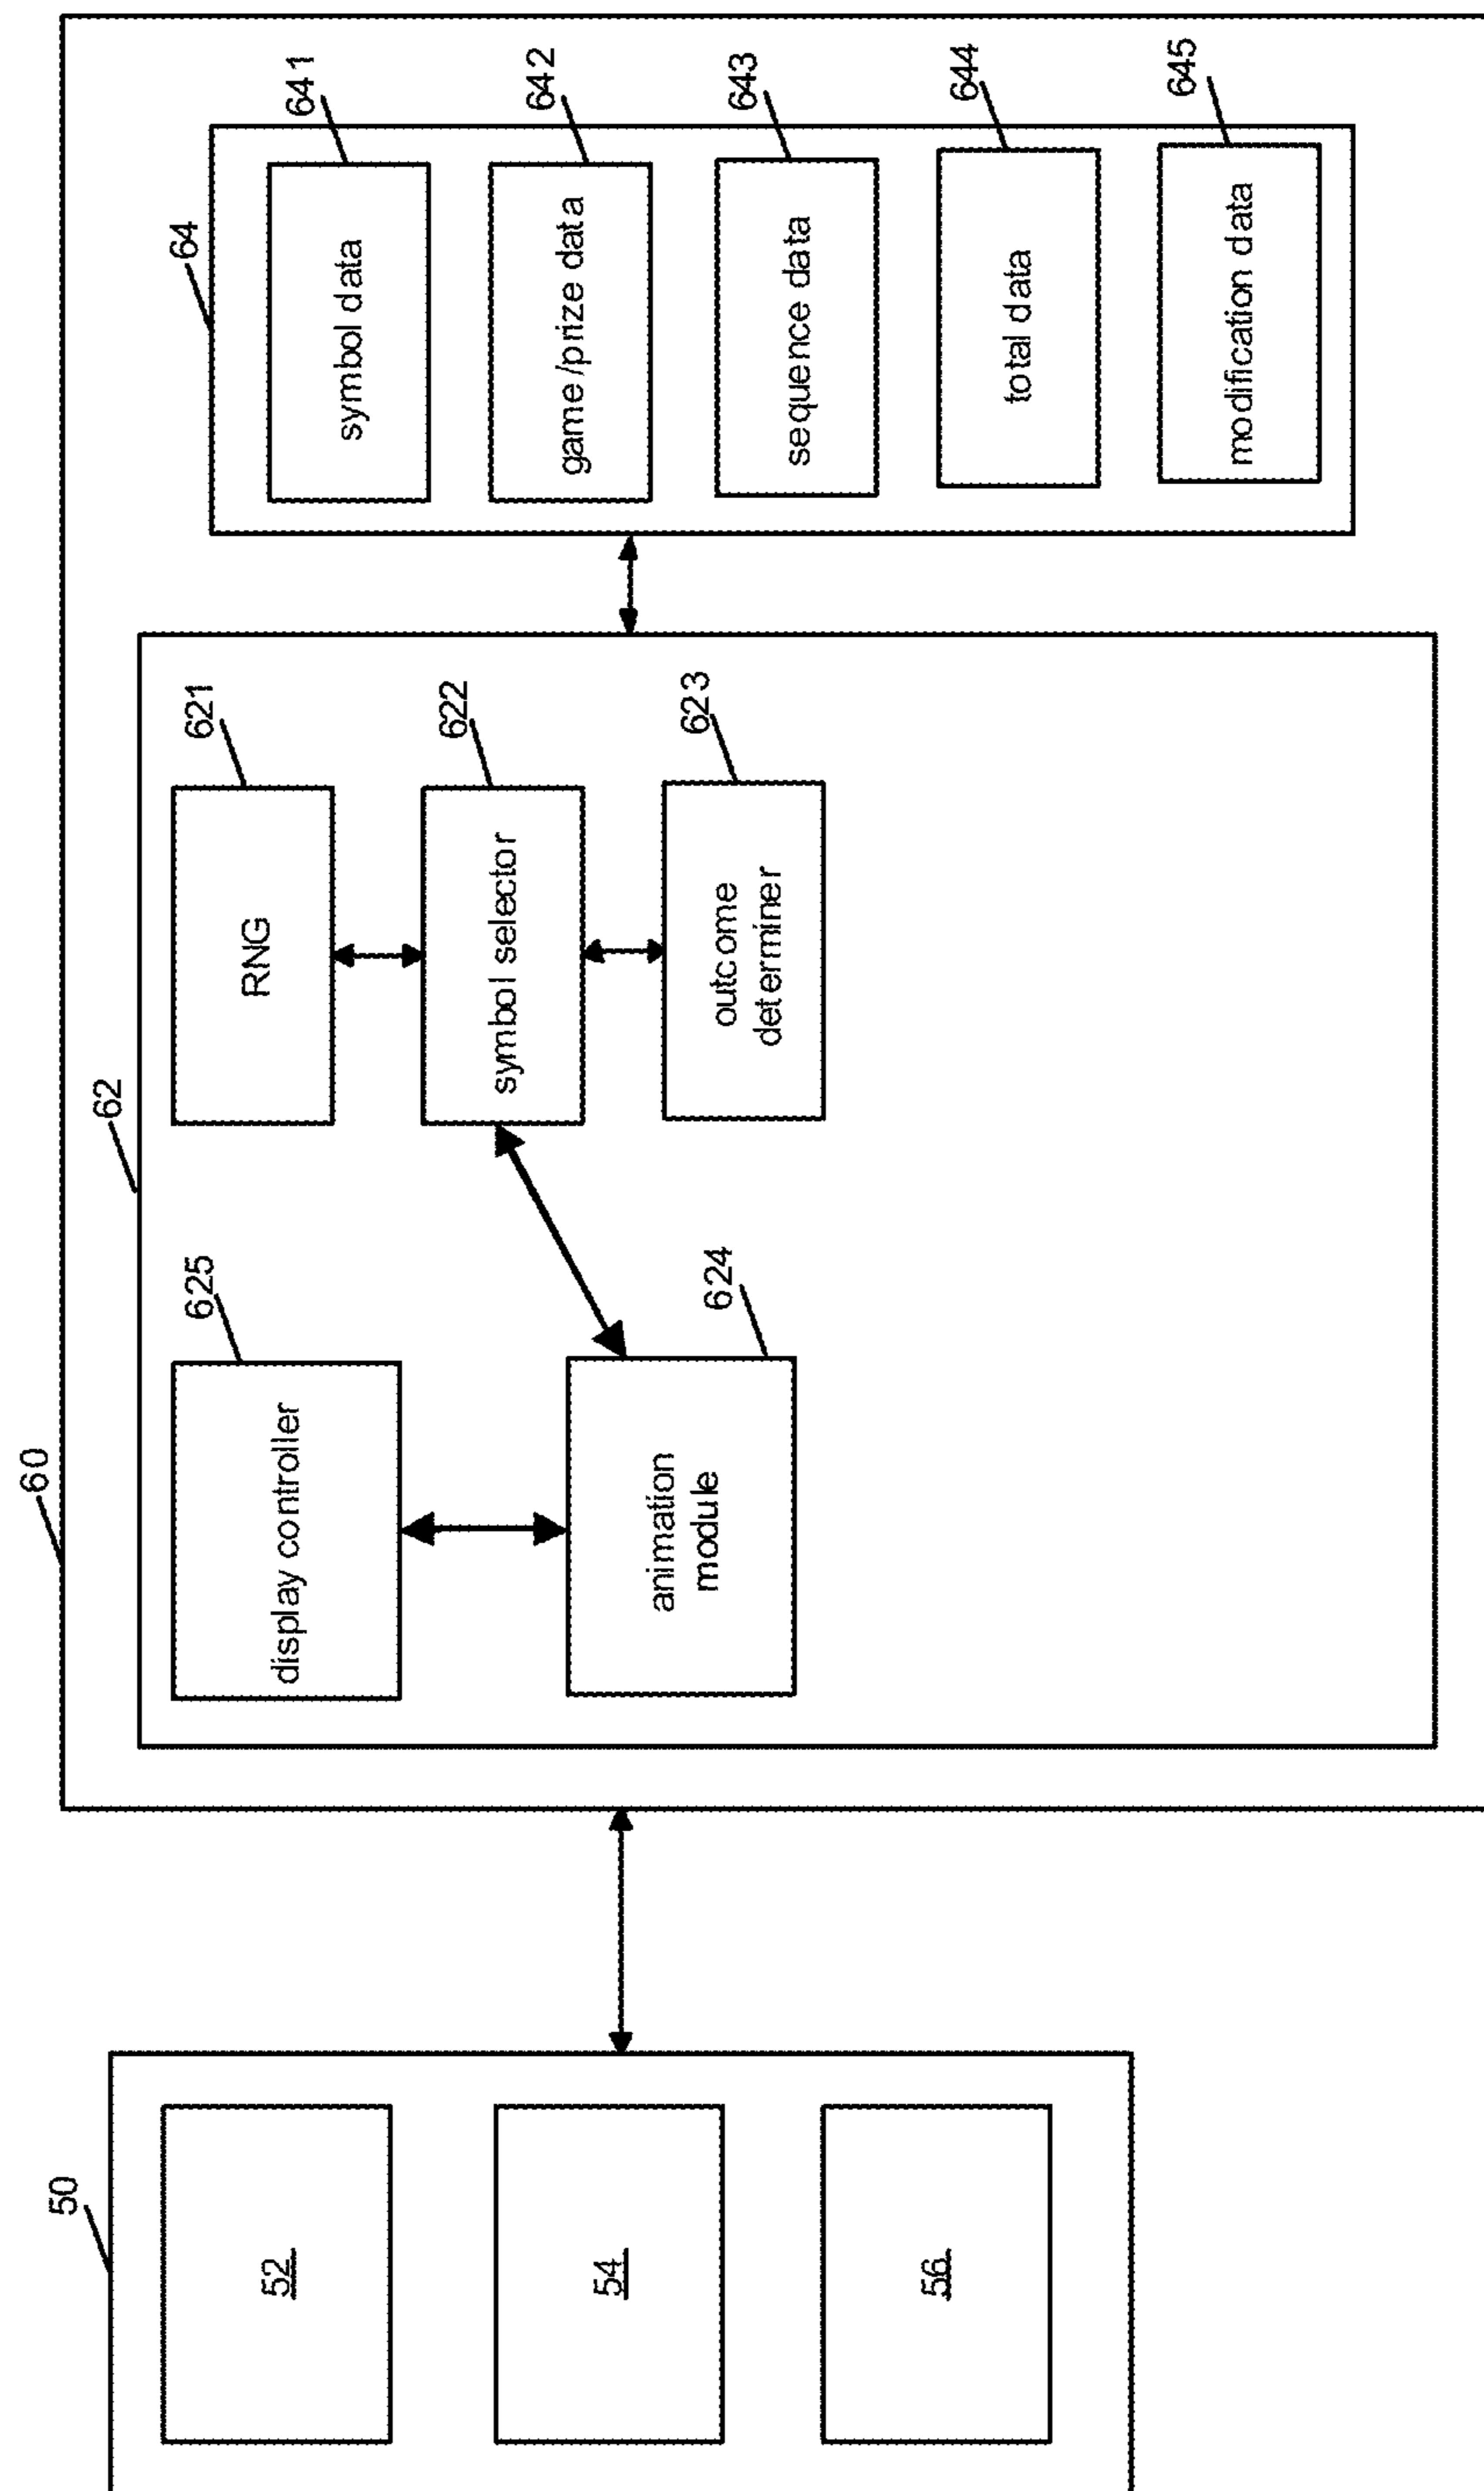 60
62
64
625
display controller
621
RNG
641
symbol data
622
symbol selector
642
game/prize data
624
animation
module
623
outcome
determiner
643
sequence data
644
total data
645
modification data
50
52
54
56